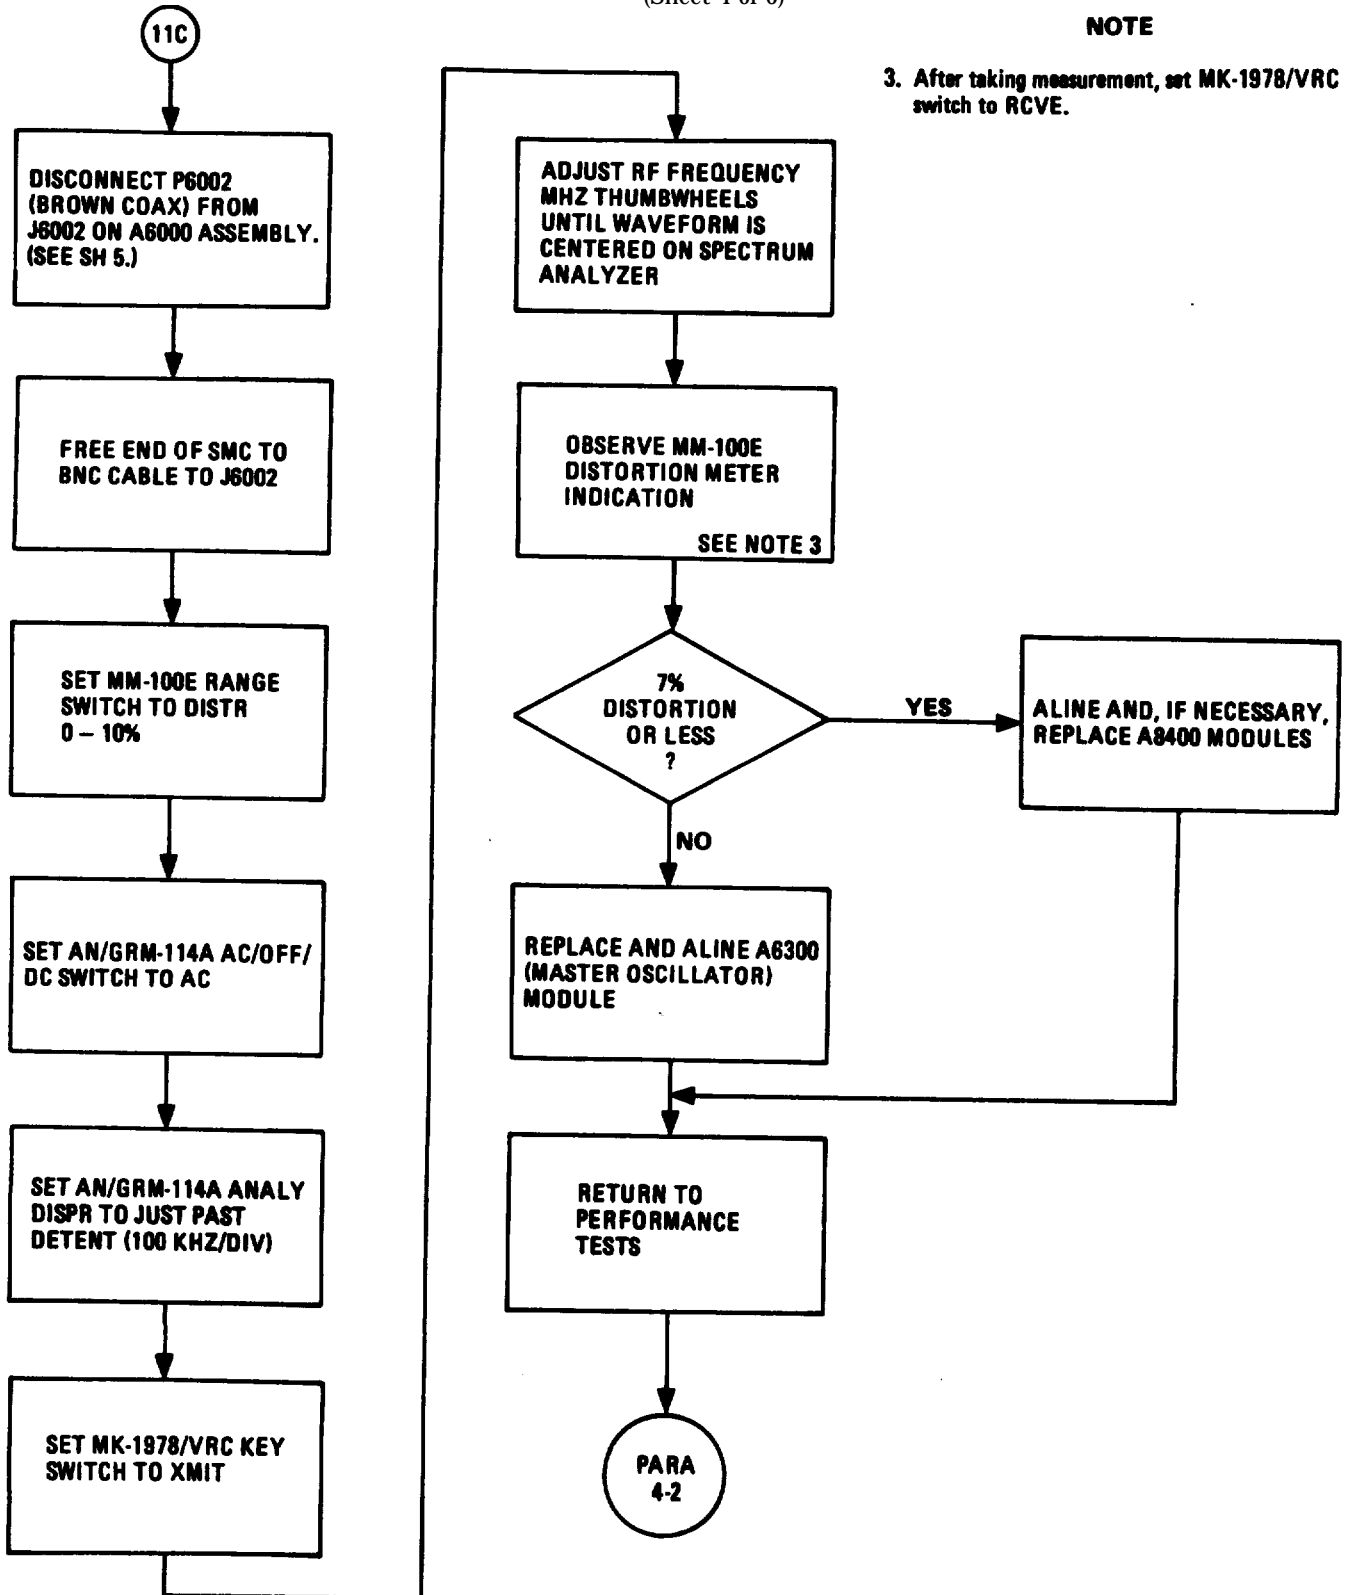 (Sheet 4 of 6)
11C
DISCONNECT P6002
(BROWN COAX) FROM
J6002 ON A6000 ASSEMBLY.
(SEE SH 5.)
FREE END OF SMC TO
BNC CABLE TO J6002
SET MM-100E RANGE
SWITCH TO DISTR
0 – 10%
SET AN/GRM-114A AC/OFF/
DC SWITCH TO AC
SET AN/GRM-114A ANALY
DISPR TO JUST PAST
DETENT (100 KHZ/DIV)
SET MK-1978/VRC KEY
SWITCH TO XMIT
ADJUST RF FREQUENCY
MHZ THUMBWHEELS
UNTIL WAVEFORM IS
CENTERED ON SPECTRUM
ANALYZER
OBSERVE MM-100E
DISTORTION METER
INDICATION
SEE NOTE 3
7%
DISTORTION
OR LESS
?
YES
ALINE AND, IF NECESSARY,
REPLACE A8400 MODULES
NO
REPLACE AND ALINE A6300
(MASTER OSCILLATOR)
MODULE
RETURN TO
PERFORMANCE
TESTS
PARA
4-2
NOTE
3. After taking measurement, set MK-1978/VRC
switch to RCVE.